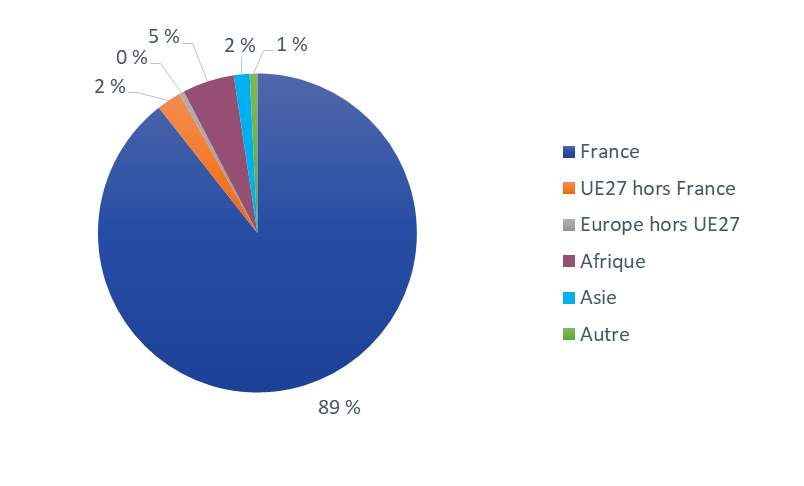 5 %
2 %
1 %
0 %
2 %
89 %
France
UE27 hors France
Europe hors UE27
Afrique
Asie
Autre